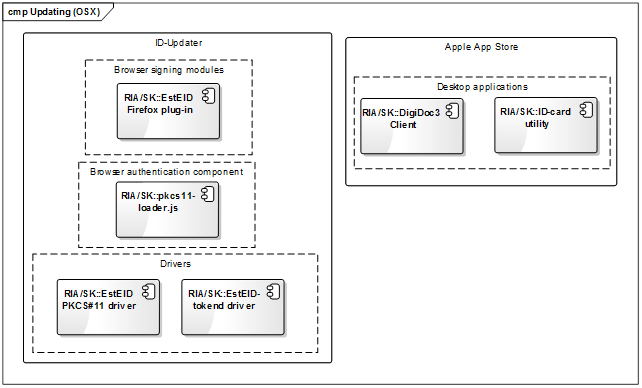 cmp Updating (OSX)
ID-Updater
Browser signing modules
RIA/SK::EstEID
Firefox plug-in
Browser authentication component
RIA/SK::pkcs11-
loader.js
Drivers
RIA/SK::EstEID
PKCS#11 driver
RIA/SK::EstEID-
tokend driver
Apple App Store
Desktop applications
RIA/SK::DigiDoc3
Client
RIA/SK::ID-card
utility